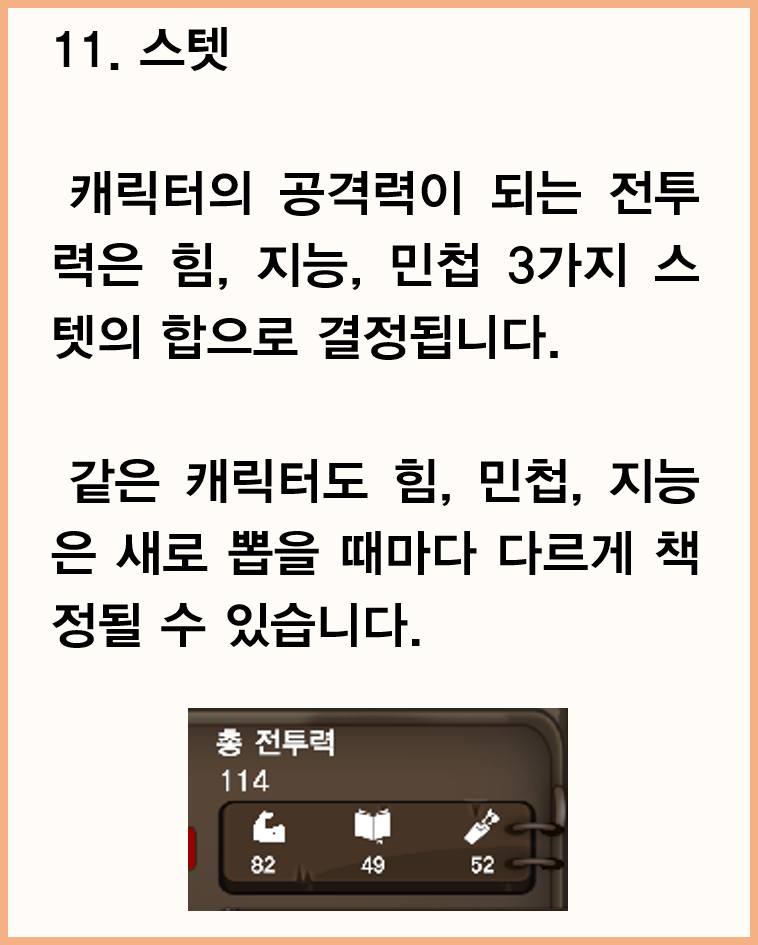 11. 스텟
캐릭터의 공격력이 되는 전투
력은 힘, 지능, 민첩 3가지 스
텟의 합으로 결정됩니다.
같은 캐릭터도 힘, 민첩, 지능
은 새로 뽑을 때마다 다르게 책
정될 수 있습니다.
총 전투력
114
82 49 52